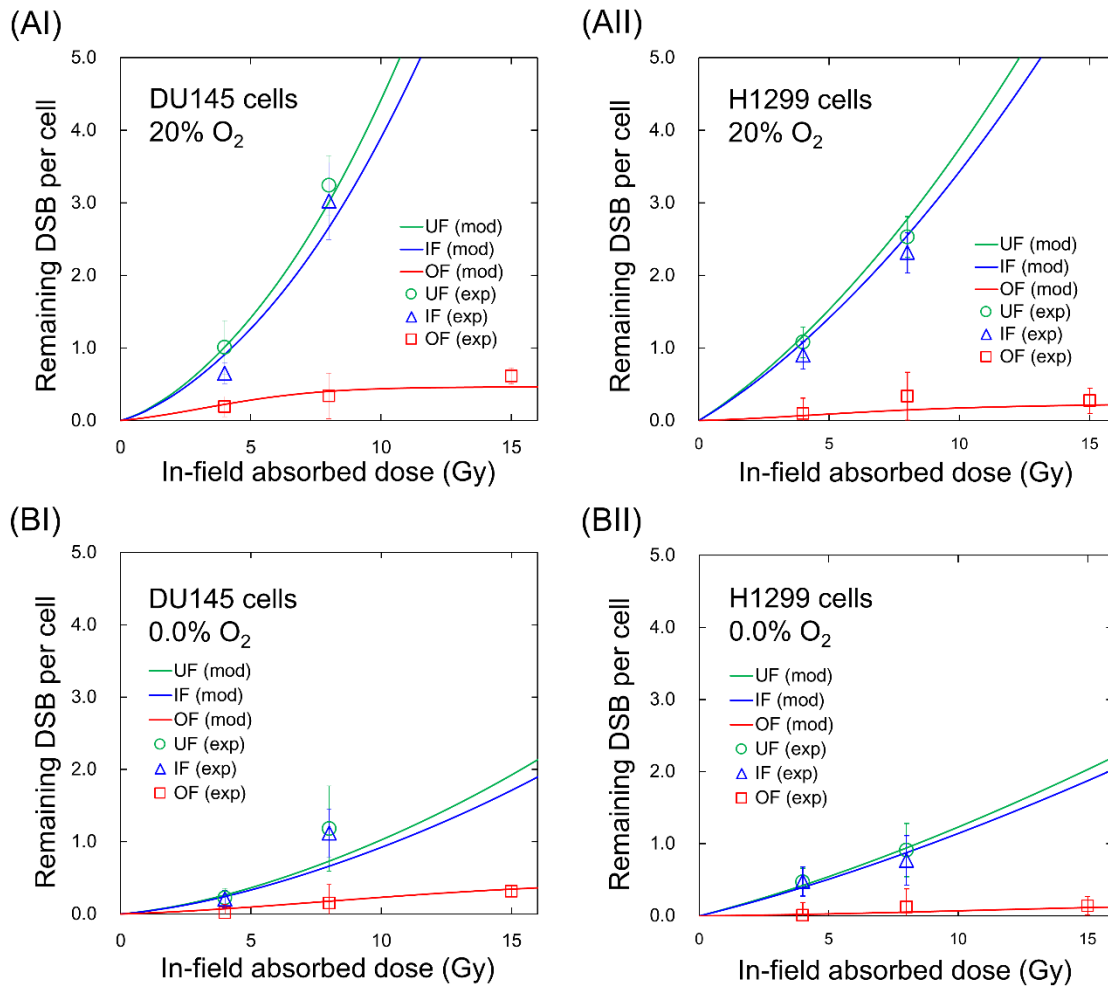 (AI)
Remaining DSB per cell
5.0
4.0
3.0
2.0
1.0
0.0
DU145 cells
20% O₂
UF (mod)
IF (mod)
OF (mod)
UF (exp)
IF (exp)
OF (exp)
0 5 10 15
In-field absorbed dose (Gy)
(AII)
Remaining DSB per cell
5.0
4.0
3.0
2.0
1.0
0.0
H1299 cells
20% O₂
UF (mod)
IF (mod)
OF (mod)
UF (exp)
IF (exp)
OF (exp)
0 5 10 15
In-field absorbed dose (Gy)
(BI)
Remaining DSB per cell
5.0
4.0
3.0
2.0
1.0
0.0
DU145 cells
0.0% O₂
UF (mod)
IF (mod)
OF (mod)
UF (exp)
IF (exp)
OF (exp)
0 5 10 15
In-field absorbed dose (Gy)
(BII)
Remaining DSB per cell
5.0
4.0
3.0
2.0
1.0
0.0
H1299 cells
0.0% O₂
UF (mod)
IF (mod)
OF (mod)
UF (exp)
IF (exp)
OF (exp)
0 5 10 15
In-field absorbed dose (Gy)